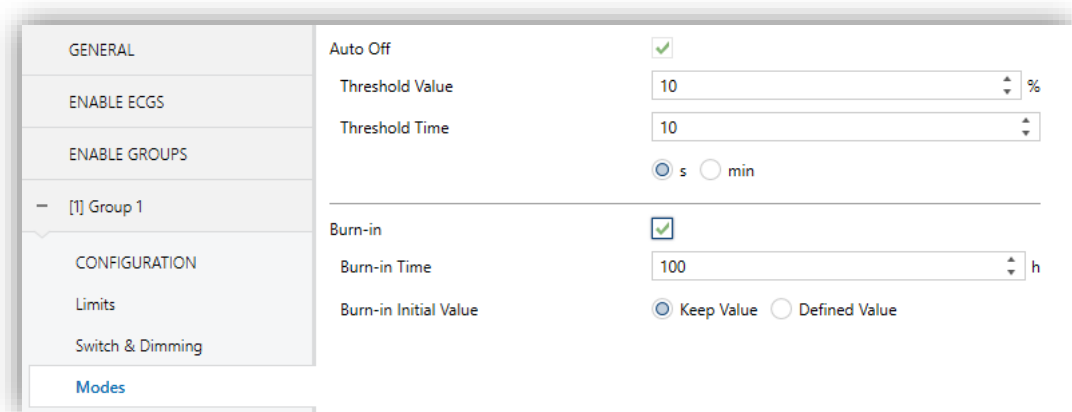 GENERAL
ENABLE ECGS
ENABLE GROUPS
[1] Group 1
CONFIGURATION
Limits
Switch & Dimming
Modes
Auto Off
Threshold Value
10
%
Threshold Time
10
s
min
Burn-in
Burn-in Time
100
h
Burn-in Initial Value
Keep Value
Defined Value